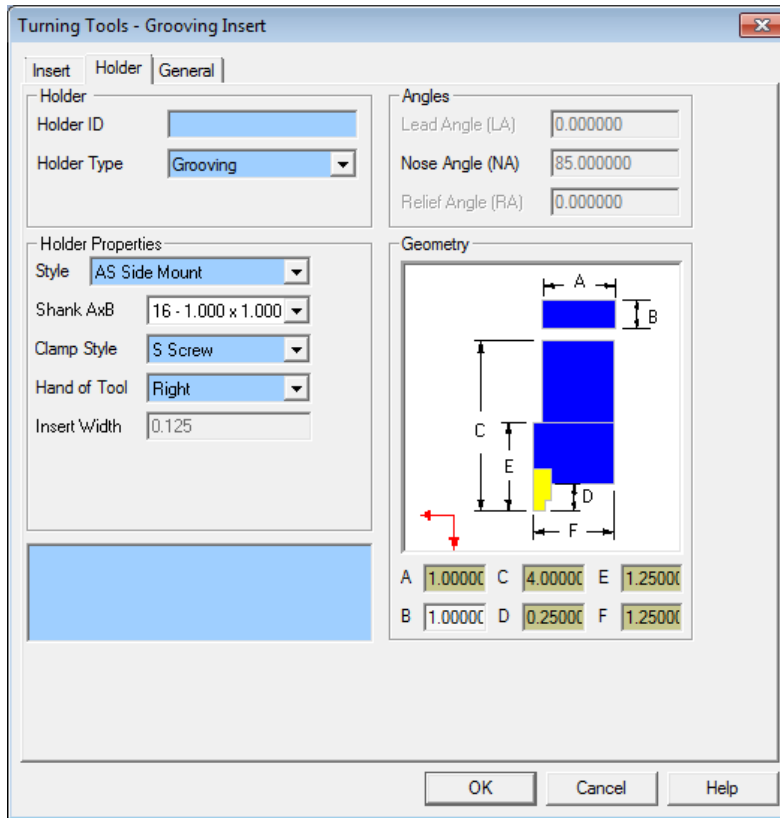 Turning Tools - Grooving Insert
Insert Holder General
Holder
Holder ID
Holder Type Grooving
Angles
Lead Angle (LA) 0.000000
Nose Angle (NA) 85.000000
Relief Angle (RA) 0.000000
Holder Properties
Style AS Side Mount
Shank AxB 16 - 1.000 x 1.000
Clamp Style S Screw
Hand of Tool Right
Insert Width 0.125
Geometry
A
B
C
E
D
F
A 1.00000 C 4.00000 E 1.25000
B 1.00000 D 0.25000 F 1.25000
OK Cancel Help